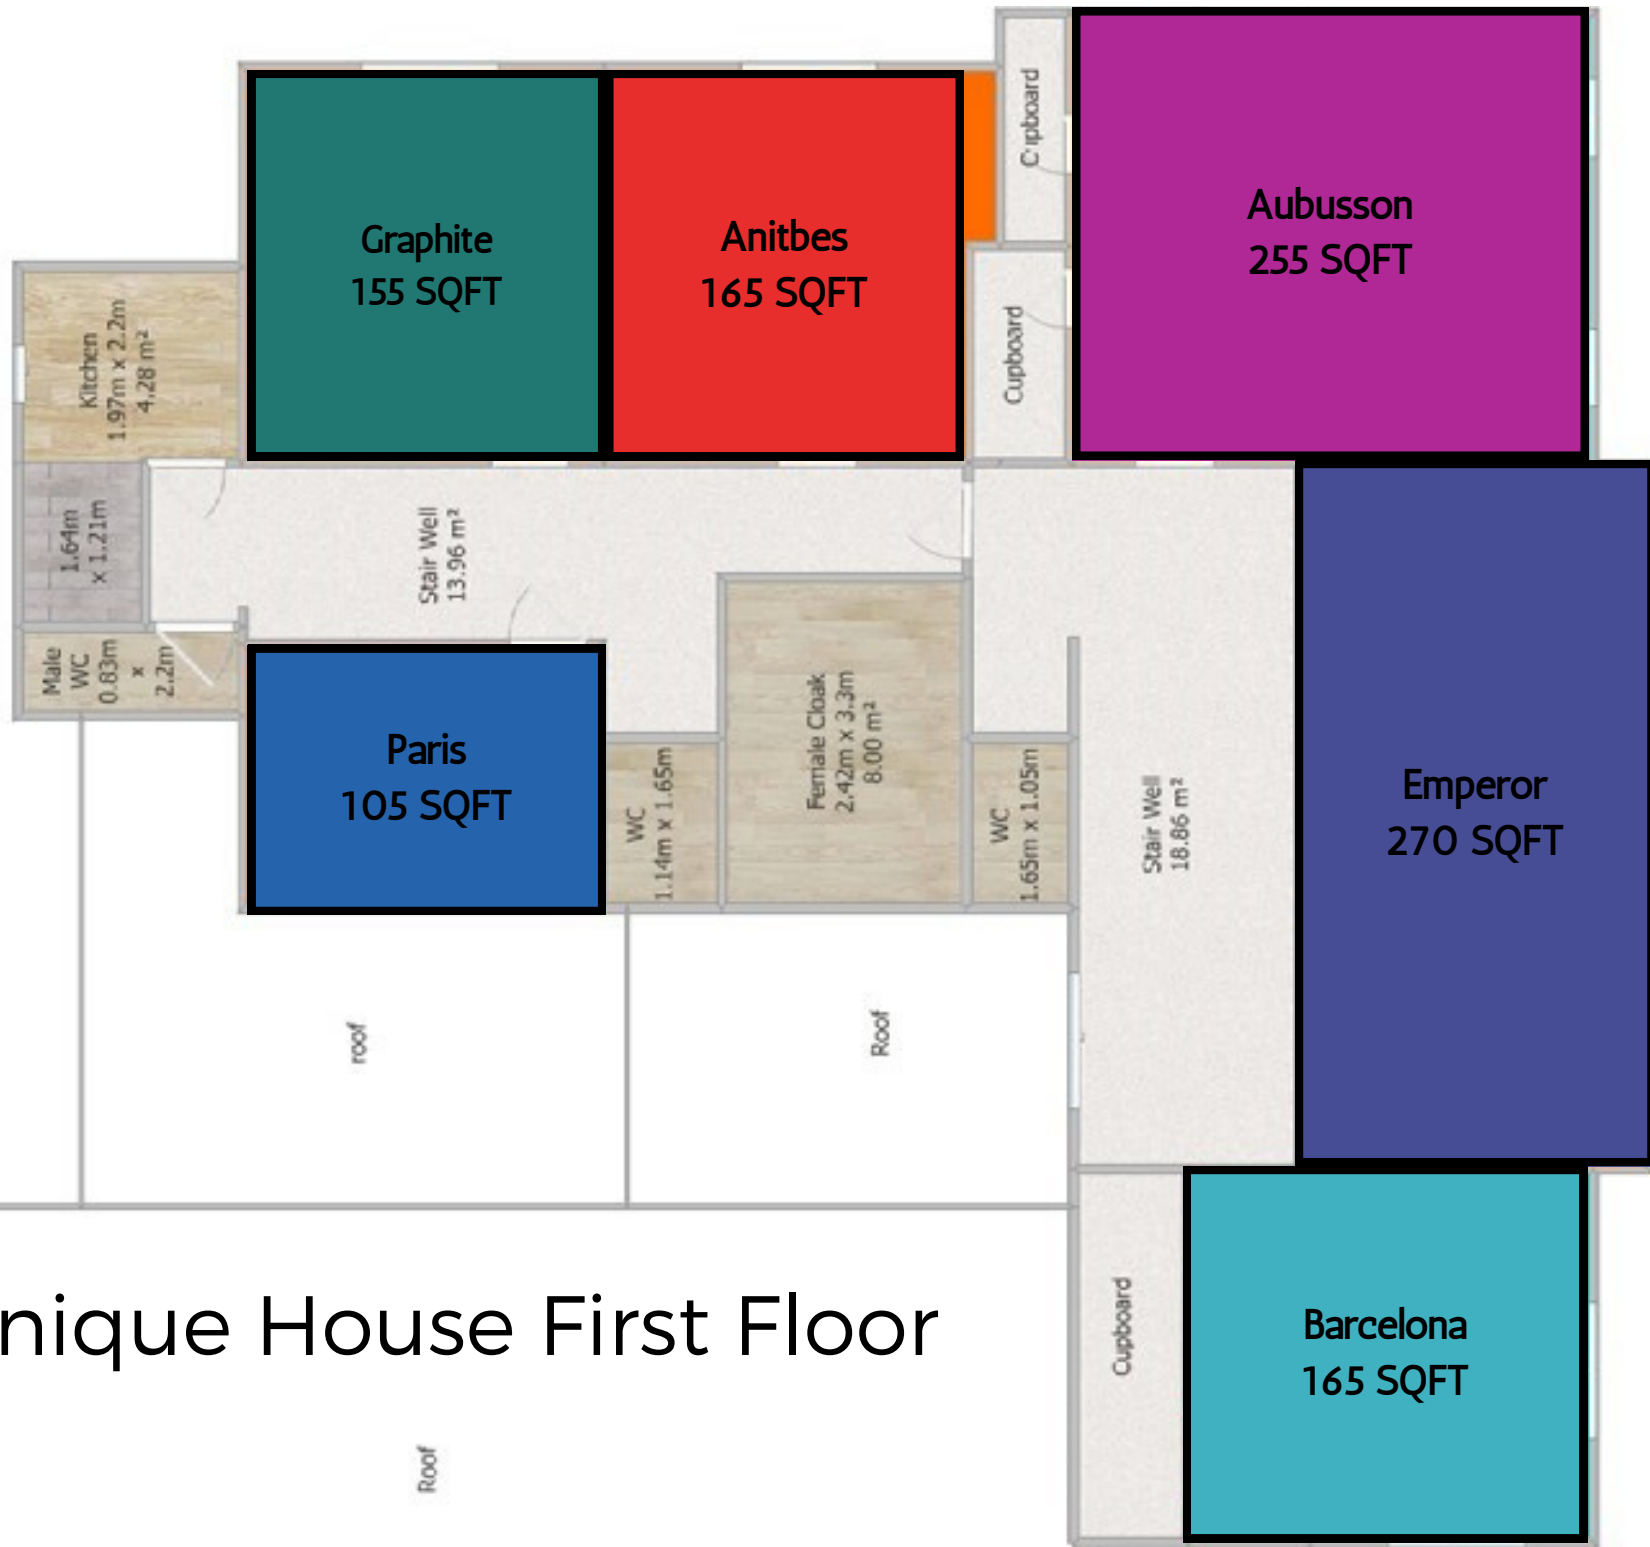 Cupboard
Aubusson
255 SQFT
Graphite
155 SQFT
Anitbes
165 SQFT
Kitchen
1.97m x 2.2m
4.28 m²
Cupboard
1.64m
x 1.21m
Stair Well
13.96 m²
Male
WC
0.83m
x
2.2m
Paris
105 SQFT
WC
1.14m x 1.65m
Female Cloak
2.42m x 3.3m
8.00 m²
WC
1.65m x 1.05m
Stair Well
18.86 m²
Emperor
270 SQFT
roof
Roof
nique House First Floor
Cupboard
Barcelona
165 SQFT
Roof